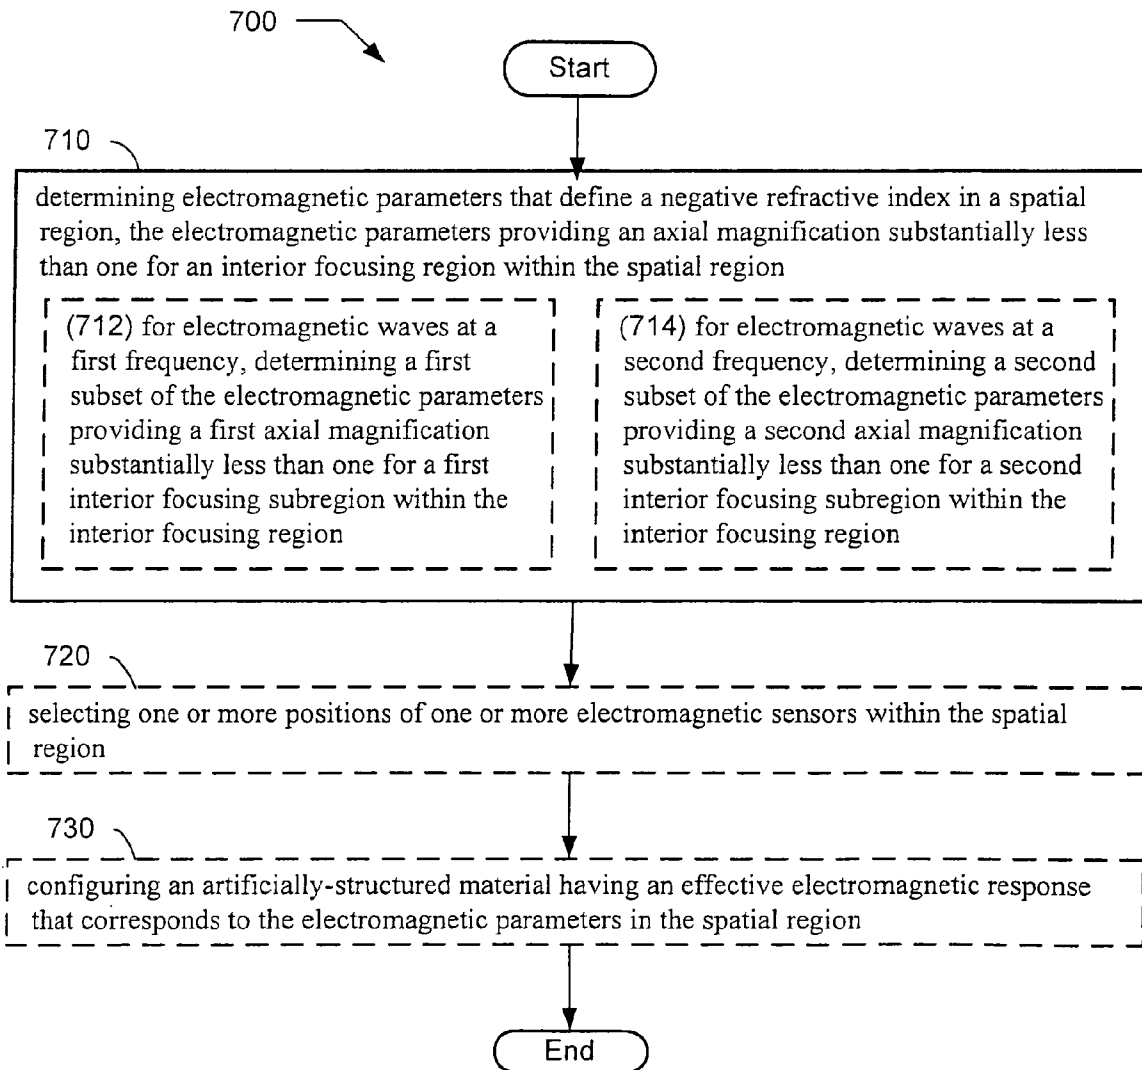 700
Start
710
determining electromagnetic parameters that define a negative refractive index in a spatial
region, the electromagnetic parameters providing an axial magnification substantially less
than one for an interior focusing region within the spatial region
(712) for electromagnetic waves at a
first frequency, determining a first
subset of the electromagnetic parameters
providing a first axial magnification
substantially less than one for a first
interior focusing subregion within the
interior focusing region
(714) for electromagnetic waves at a
second frequency, determining a second
subset of the electromagnetic parameters
providing a second axial magnification
substantially less than one for a second
interior focusing subregion within the
interior focusing region
720
selecting one or more positions of one or more electromagnetic sensors within the spatial
region
730
configuring an artificially-structured material having an effective electromagnetic response
that corresponds to the electromagnetic parameters in the spatial region
End